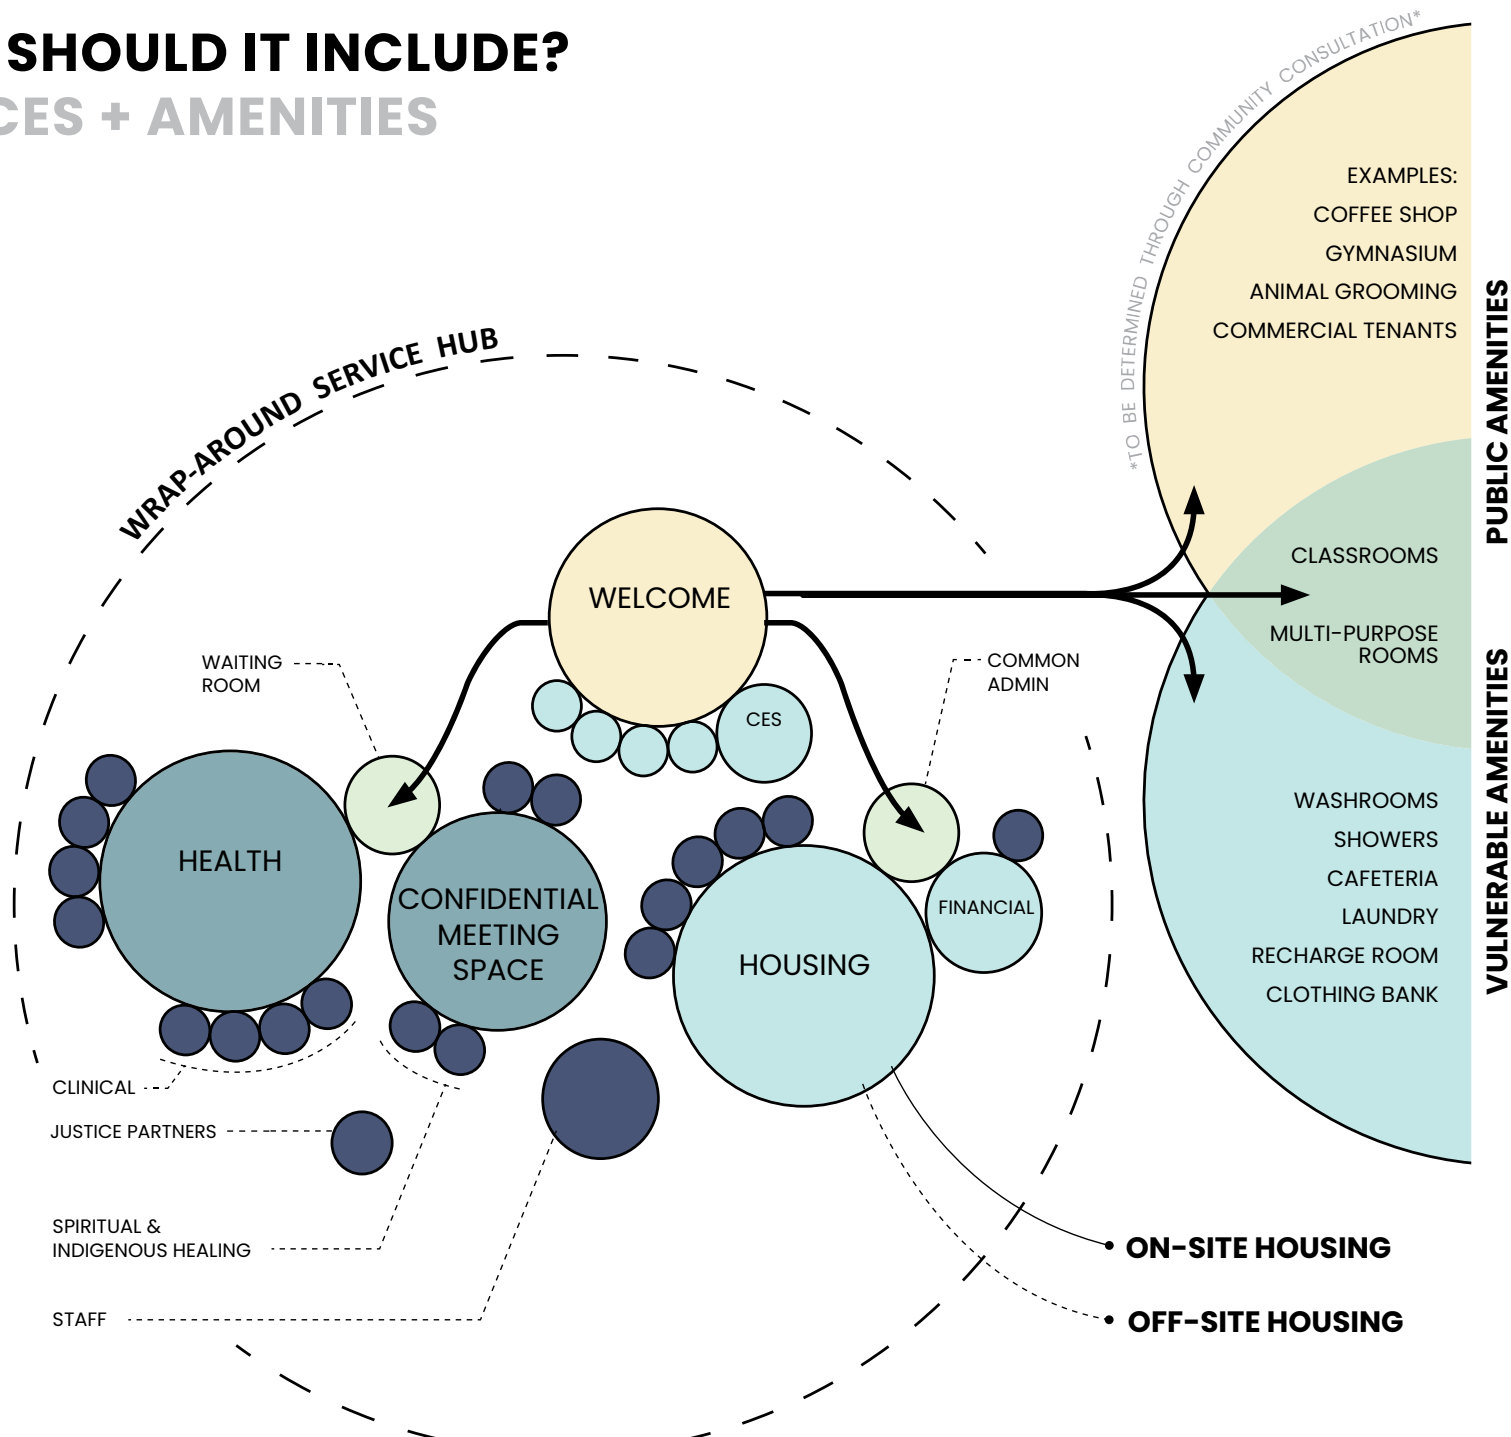 SHOULD IT INCLUDE?
CES + AMENITIES
*TO BE DETERMINED THROUGH COMMUNITY CONSULTATION*
EXAMPLES:
COFFEE SHOP
GYMNASIUM
ANIMAL GROOMING
COMMERCIAL TENANTS
PUBLIC AMENITIES
WRAP-AROUND SERVICE HUB
CLASSROOMS
MULTI-PURPOSE
ROOMS
WELCOME
WAITING
ROOM
COMMON
ADMIN
CES
VULNERABLE AMENITIES
WASHROOMS
SHOWERS
CAFETERIA
LAUNDRY
RECHARGE ROOM
CLOTHING BANK
HEALTH
CONFIDENTIAL
MEETING
SPACE
FINANCIAL
HOUSING
CLINICAL
JUSTICE PARTNERS
SPIRITUAL &
INDIGENOUS HEALING
STAFF
ON-SITE HOUSING
OFF-SITE HOUSING